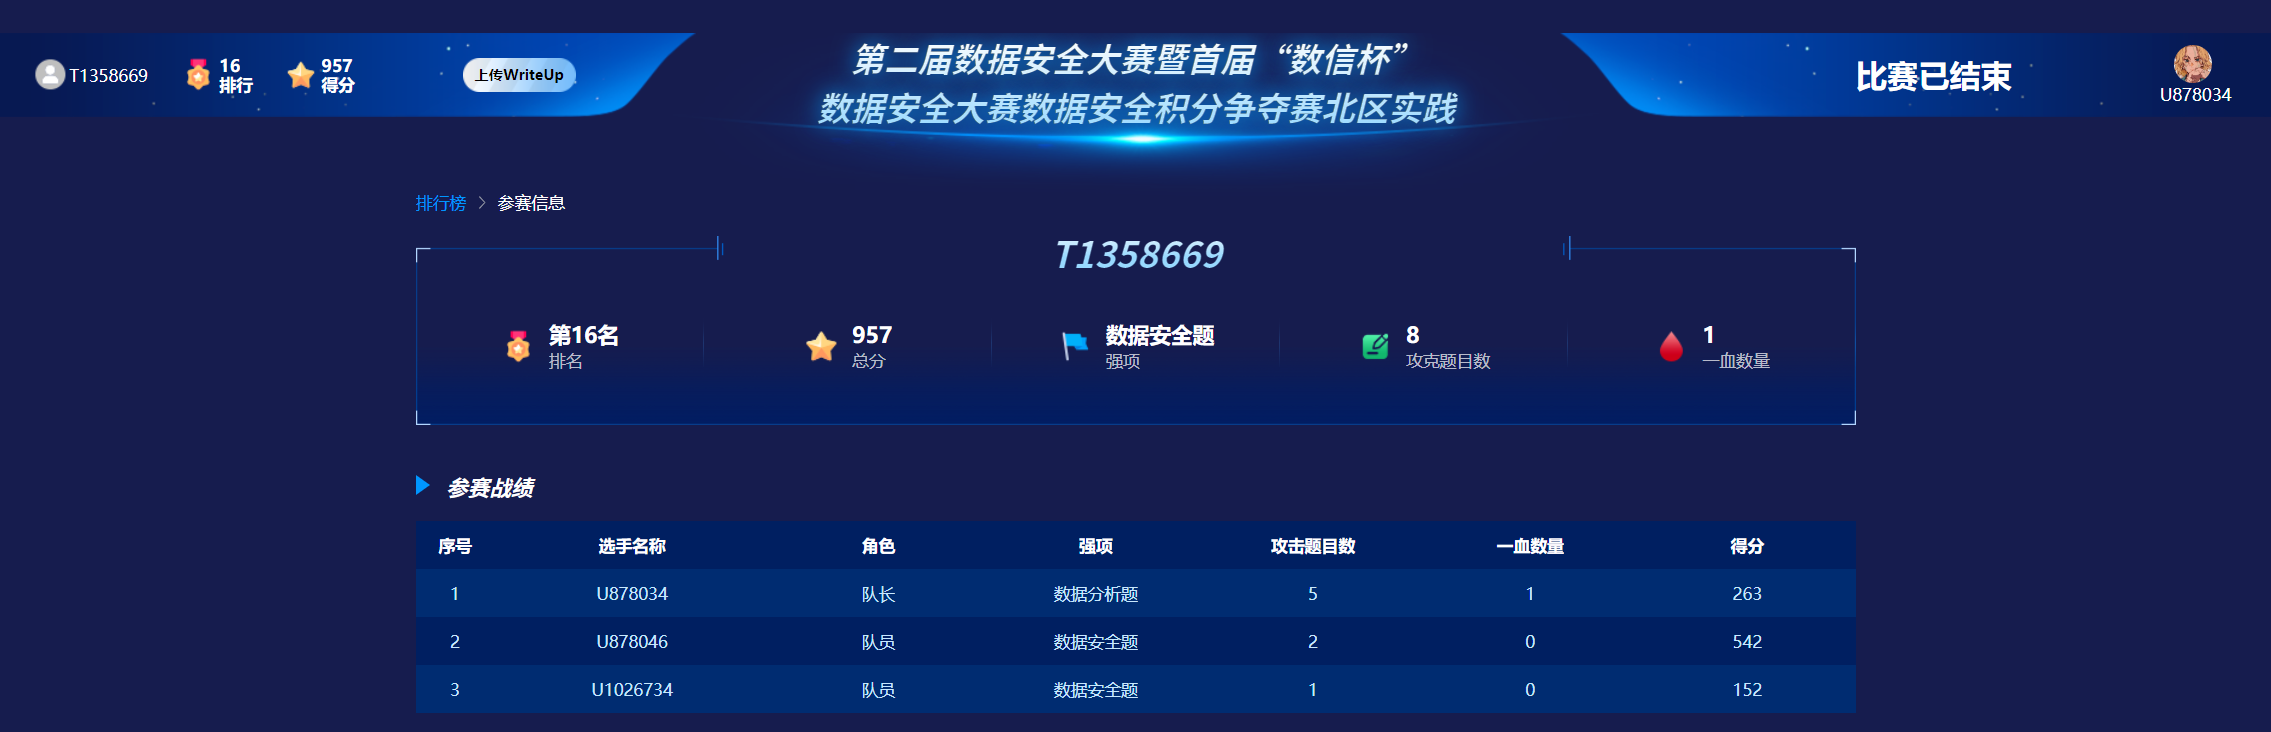 T1358669
16
排行
957
得分
上传WriteUp
第二届数据安全大赛暨首届“数信杯”
数据安全大赛数据安全积分争夺赛北区实践
比赛已结束
U878034
排行榜 > 参赛信息
T1358669
第16名
排名
957
总分
数据安全题
强项
8
攻克题目数
1
一血数量
参赛战绩
序号 选手名称 角色 强项 攻击题目数 一血数量 得分
1 U878034 队长 数据分析题 5 1 263
2 U878046 队员 数据安全题 2 0 542
3 U1026734 队员 数据安全题 1 0 152